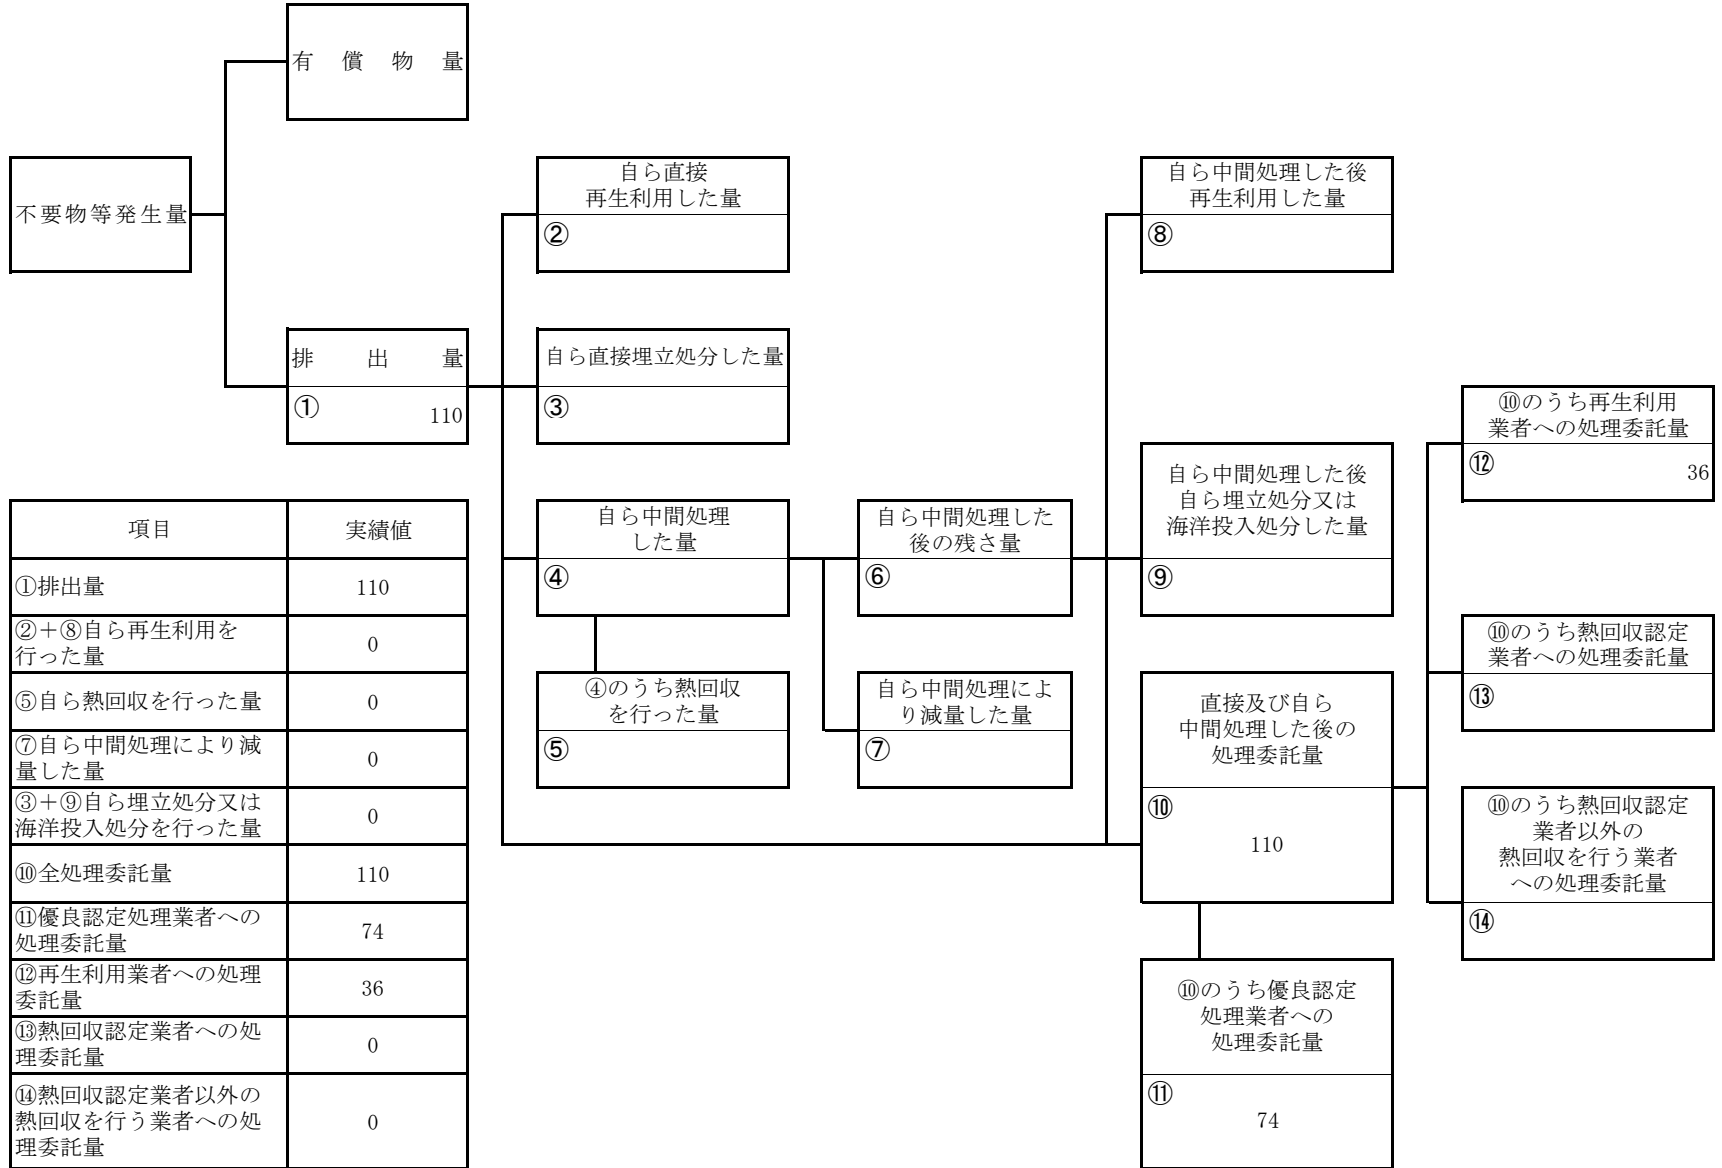 有償物量
不要物等発生量
排出量
① 110
自ら直接
再生利用した量
②
自ら直接埋立処分した量
③
自ら中間処理
した量
④
④のうち熱回収
を行った量
⑤
自ら中間処理した
後の残さ量
⑥
自ら中間処理によ
り減量した量
⑦
自ら中間処理した後
再生利用した量
⑧
自ら中間処理した後
自ら埋立処分又は
海洋投入処分した量
⑨
直接及び自ら
中間処理した後の
処理委託量
⑩
110
⑩のうち優良認定
処理業者への
処理委託量
⑪
74
⑩のうち再生利用
業者への処理委託量
⑫ 36
⑩のうち熱回収認定
業者への処理委託量
⑬
⑩のうち熱回収認定
業者以外の
熱回収を行う業者
への処理委託量
⑭
項目 実績値
①排出量 110
②+⑧自ら再生利用を
行った量 0
⑤自ら熱回収を行った量 0
⑦自ら中間処理により減
量した量 0
③+⑨自ら埋立処分又は
海洋投入処分を行った量 0
⑩全処理委託量 110
⑪優良認定処理業者への
処理委託量 74
⑫再生利用業者への処理
委託量 36
⑬熱回収認定業者への処
理委託量 0
⑭熱回収認定業者以外の
熱回収を行う業者への処
理委託量 0